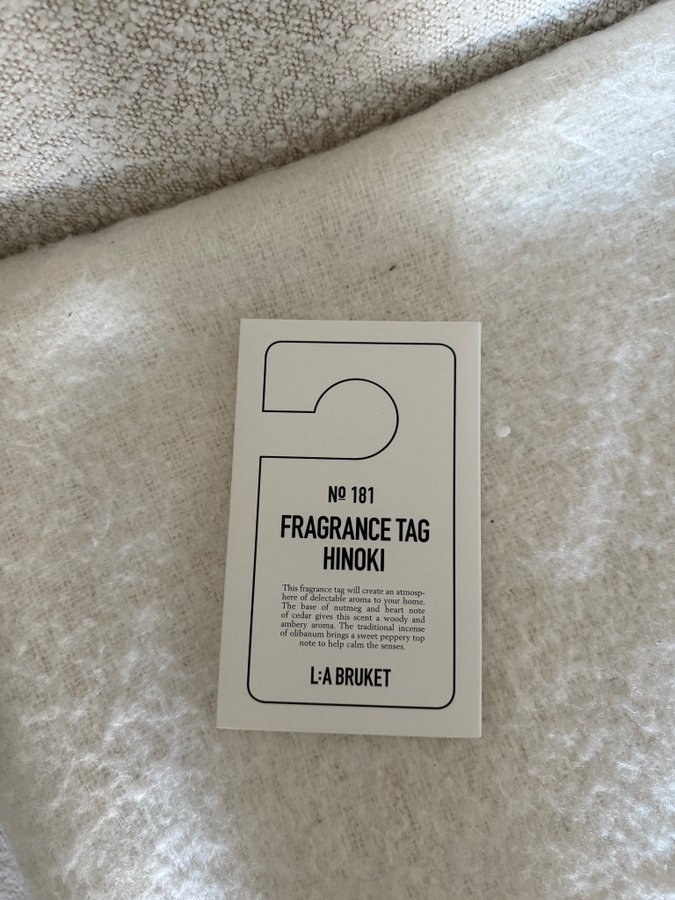 Nº 181
FRAGRANCE TAG
HINOKI
This fragrance tag will create an atmosp-
here of delectable aroma to your home.
The base of nutmeg and heart note
of cedar gives this scent a woody and
ambery aroma. The traditional incense
of olibanum brings a sweet peppery top
note to help calm the senses.
L:A BRUKET